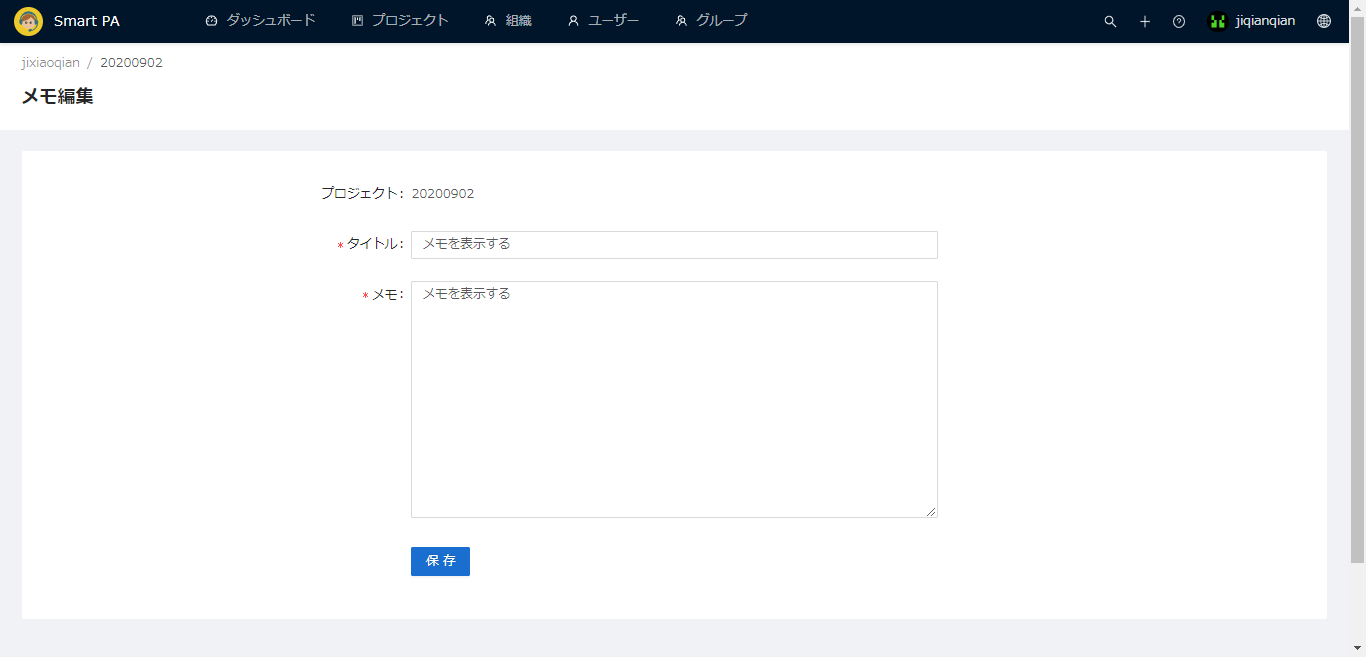 Smart PA ダッシュボード プロジェクト 組織 ユーザー グループ jiqianqian
jixiaoqian / 20200902
メモ編集
プロジェクト: 20200902
* タイトル: メモを表示する
* メモ: メモを表示する
保 存